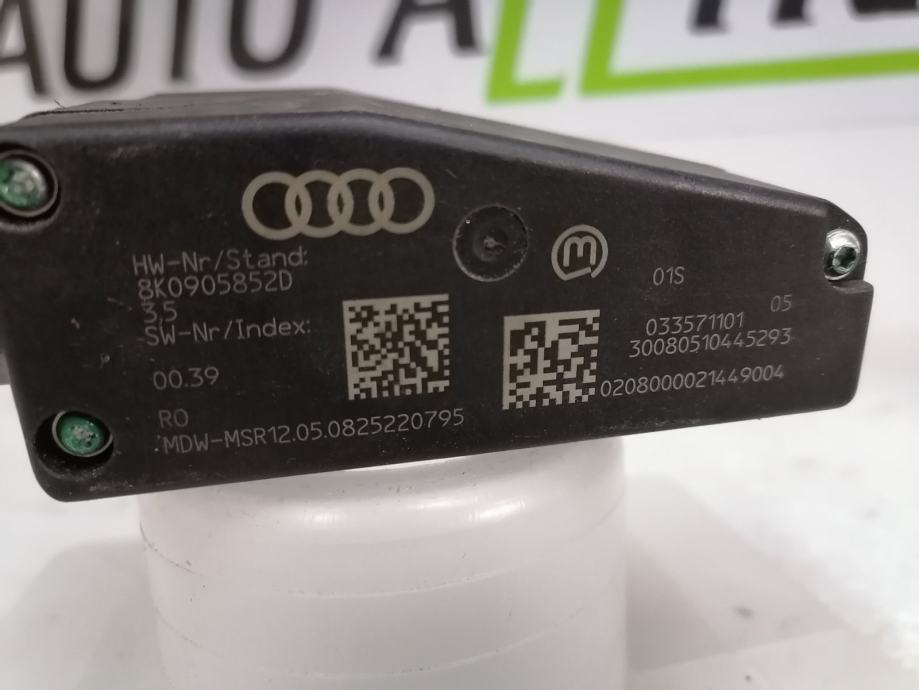 AUTO A
HW-Nr/Stand:
8K0905852D
35
SW-Nr/Index:
00.39
RO
MDW-MSR12.05.0825220795
m
01S
05
033571101
30080510445293
0208000021449004